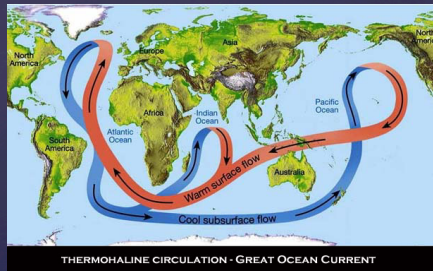 North
America
Europe
Asia
North
America
Atlantic
Ocean
Africa
Indian
Ocean
Pacific
Ocean
South
America
Australia
Warm surface flow
Cool subsurface flow
THERMOHALINE CIRCULATION - GREAT OCEAN CURRENT